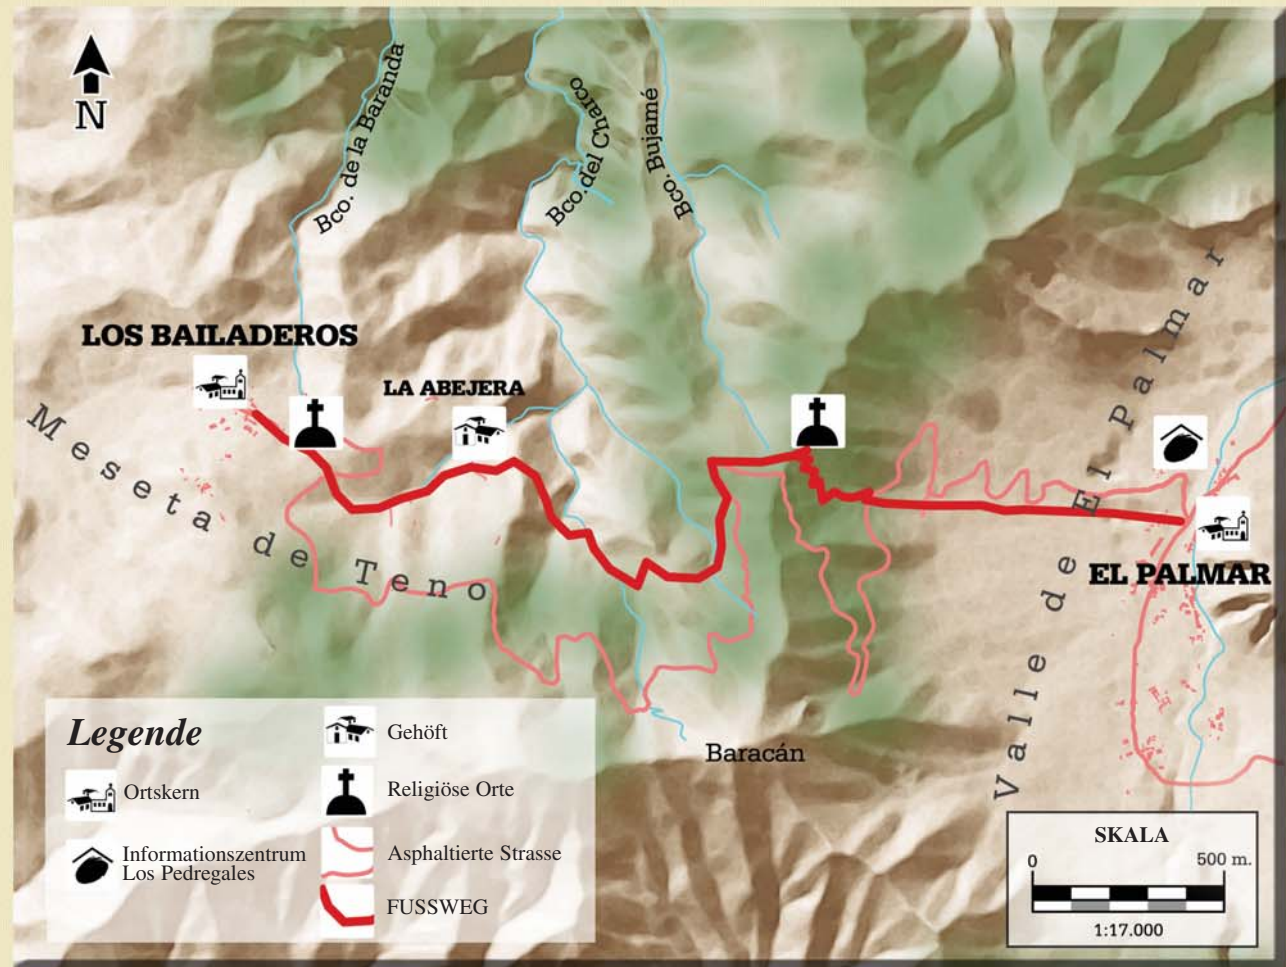 N
Bco. de la Baranda
Bco. del Charco
Bco. Bujamé
LOS BAILADEROS
LA ABEJERA
Meseta de Teno
Valle de El Palmar
EL PALMAR
Baracán
Legende
Ortskern
Informationszentrum
Los Pedregales
Gehöft
Religiöse Orte
Asphaltierte Strasse
FUSSWEG
SKALA
0 500 m.
1:17.000